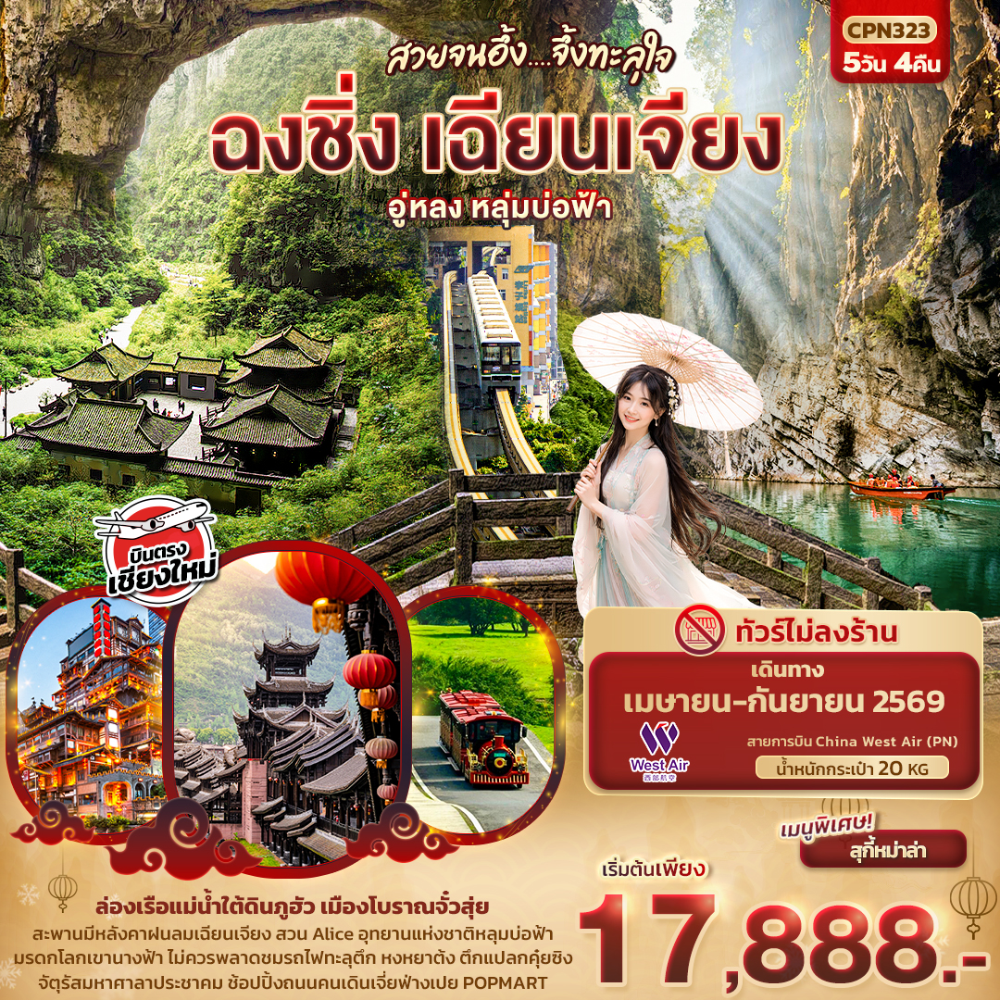 CPN323
5วัน 4คืน
สวยจนอึ้ง....จึ้งทะลุใจ
ฉงชิ่ง เฉียนเจียง
อู่หลง หลุมบ่อฟ้า
บินตรง
เชียงใหม่
ทัวร์ไม่ลงร้าน
เดินทาง
เมษายน-กันยายน 2569
สายการบิน China West Air (PN)
West Air
西部航空
น้ำหนักกระเป๋า 20 KG
เมนูพิเศษ!
สุกี้หม่าล่า
เริ่มต้นเพียง
17,888.-
ล่องเรือแม่น้ำใต้ดินภูฮัว เมืองโบราณจั๋วสุ่ย
สะพานมีหลังคาฝนลมเฉียนเจียง สวน Alice อุทยานแห่งชาติหลุมบ่อฟ้า
มรดกโลกเขานางฟ้า ไม่ควรพลาดชมรถไฟทะลุตึก หงหยาต้ง ตึกแปลกคุ๋ยชิง
จัตุรัสมหาศาลาประชาคม ช้อปปิ้งถนนคนเดินเจี่ยฟ่างเปย POPMART